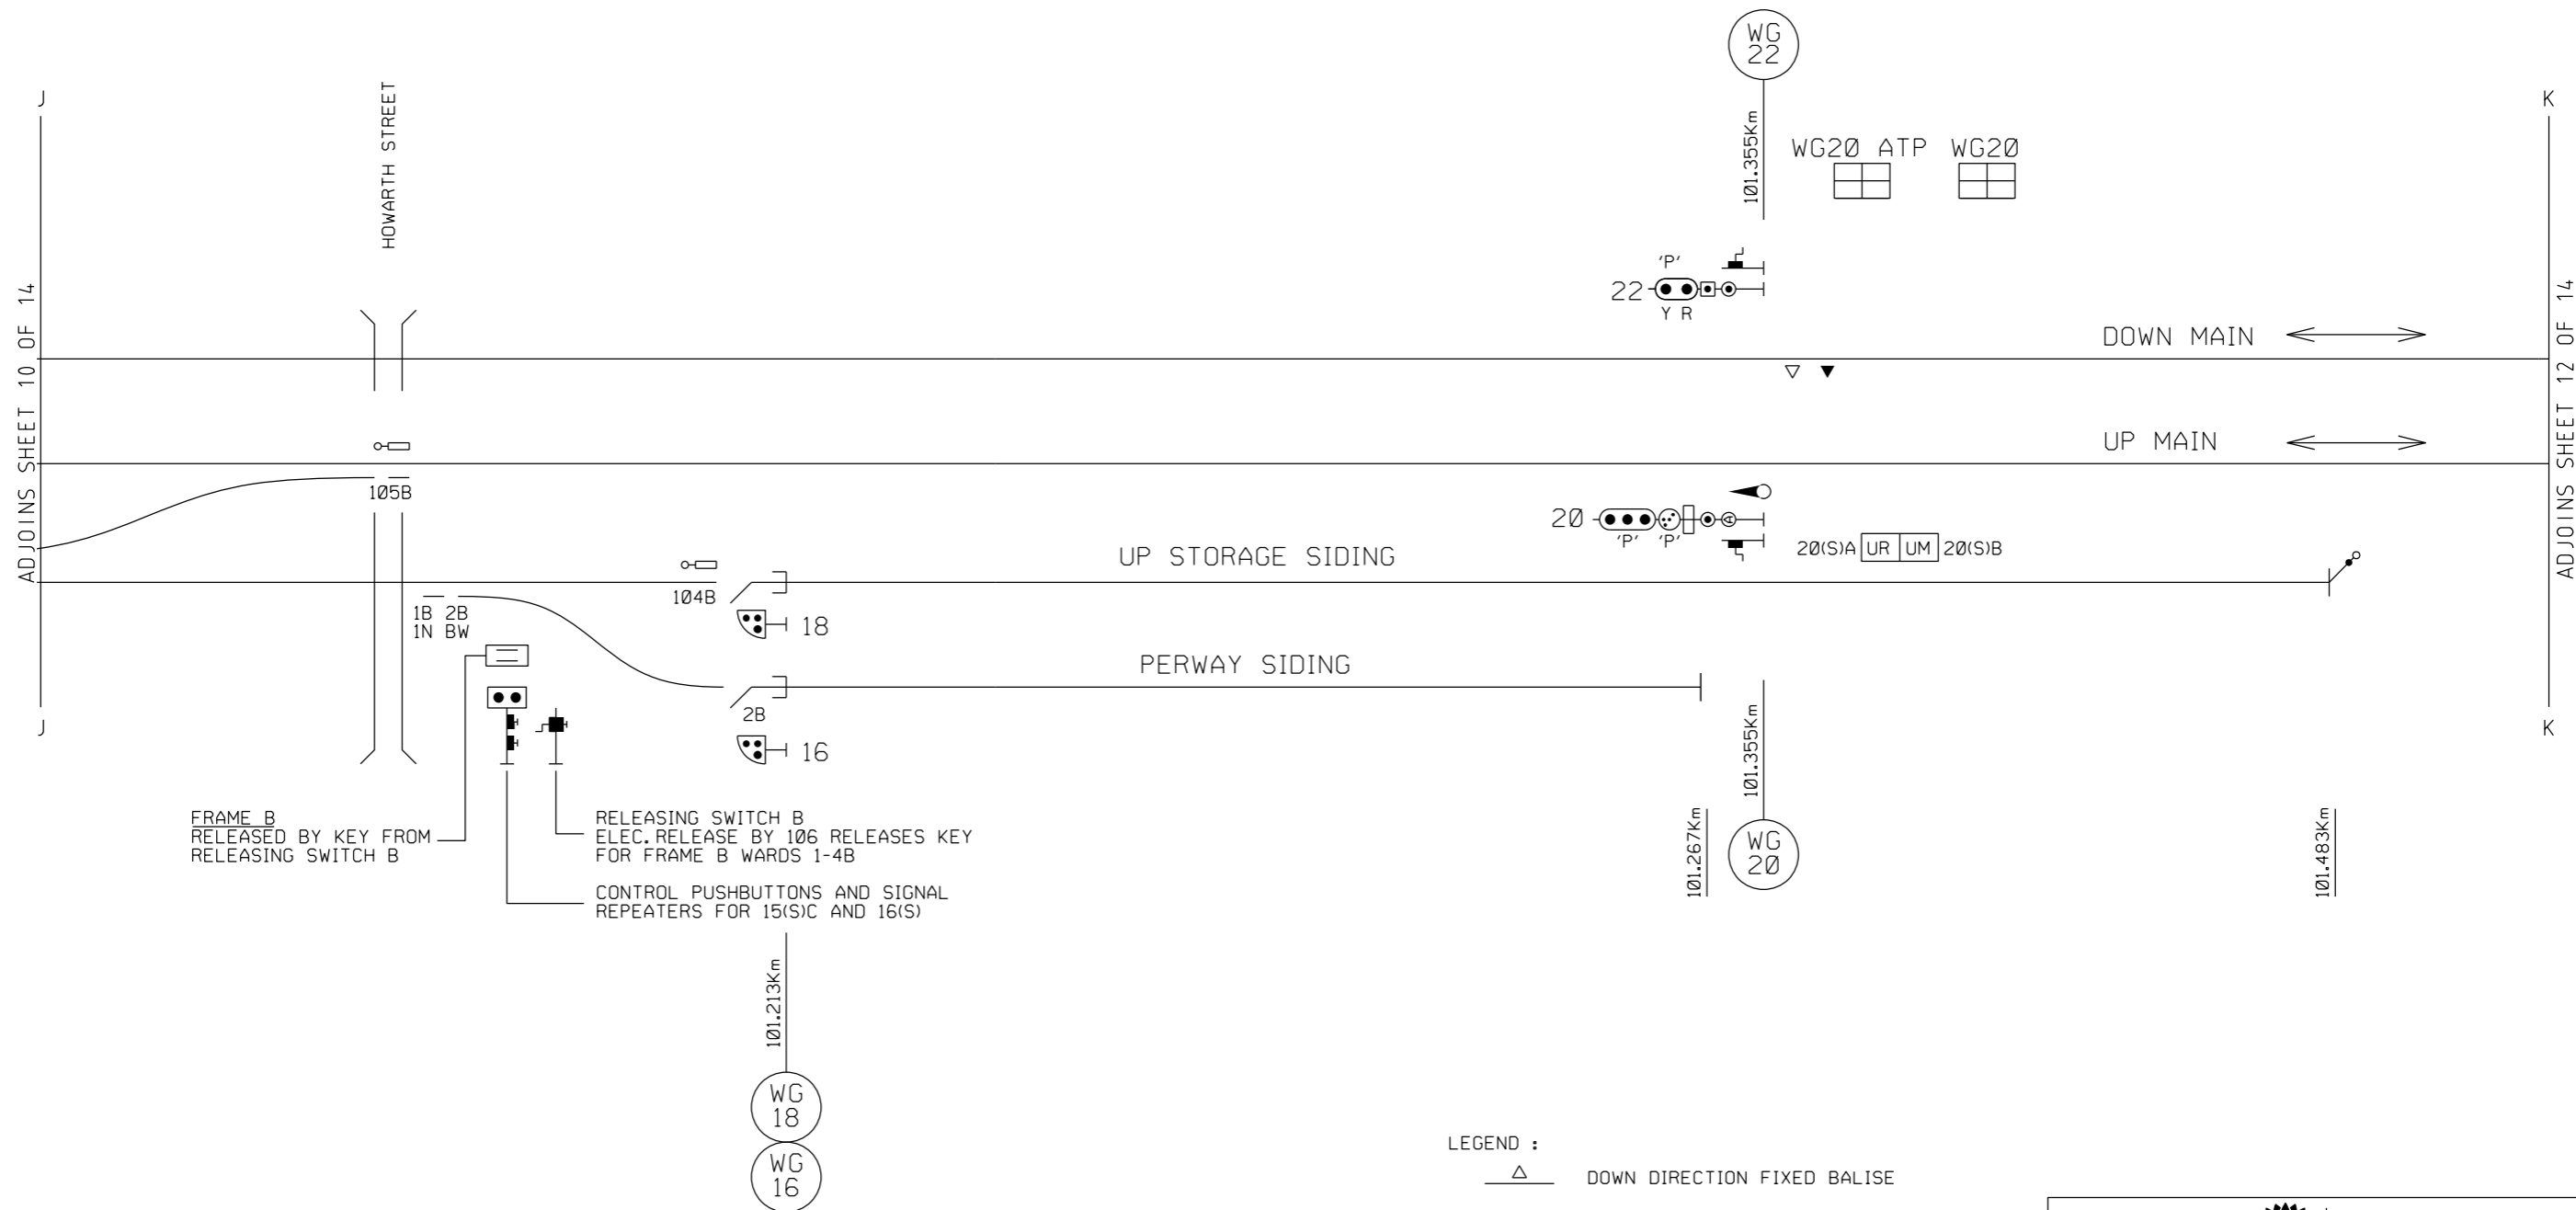 WG
22
J
K
HOWARTH STREET
101.355Km
WG20 ATP WG20
'P'
22
Y R
ADJOINS SHEET 10 OF 14
DOWN MAIN
ADJOINS SHEET 12 OF 14
UP MAIN
105B
20
A
'P' 'P'
20(S)A UR UM 20(S)B
UP STORAGE SIDING
104B
1B 2B
1N BW
18
PERWAY SIDING
2B
16
J
K
101.355Km
FRAME B
RELEASED BY KEY FROM
RELEASING SWITCH B
RELEASING SWITCH B
ELEC.RELEASE BY 106 RELEASES KEY
FOR FRAME B WARDS 1-4B
CONTROL PUSHBUTTONS AND SIGNAL
REPEATERS FOR 15(S)C AND 16(S)
101.267Km
WG
20
101.483Km
101.213Km
WG
18
WG
16
LEGEND :
DOWN DIRECTION FIXED BALISE